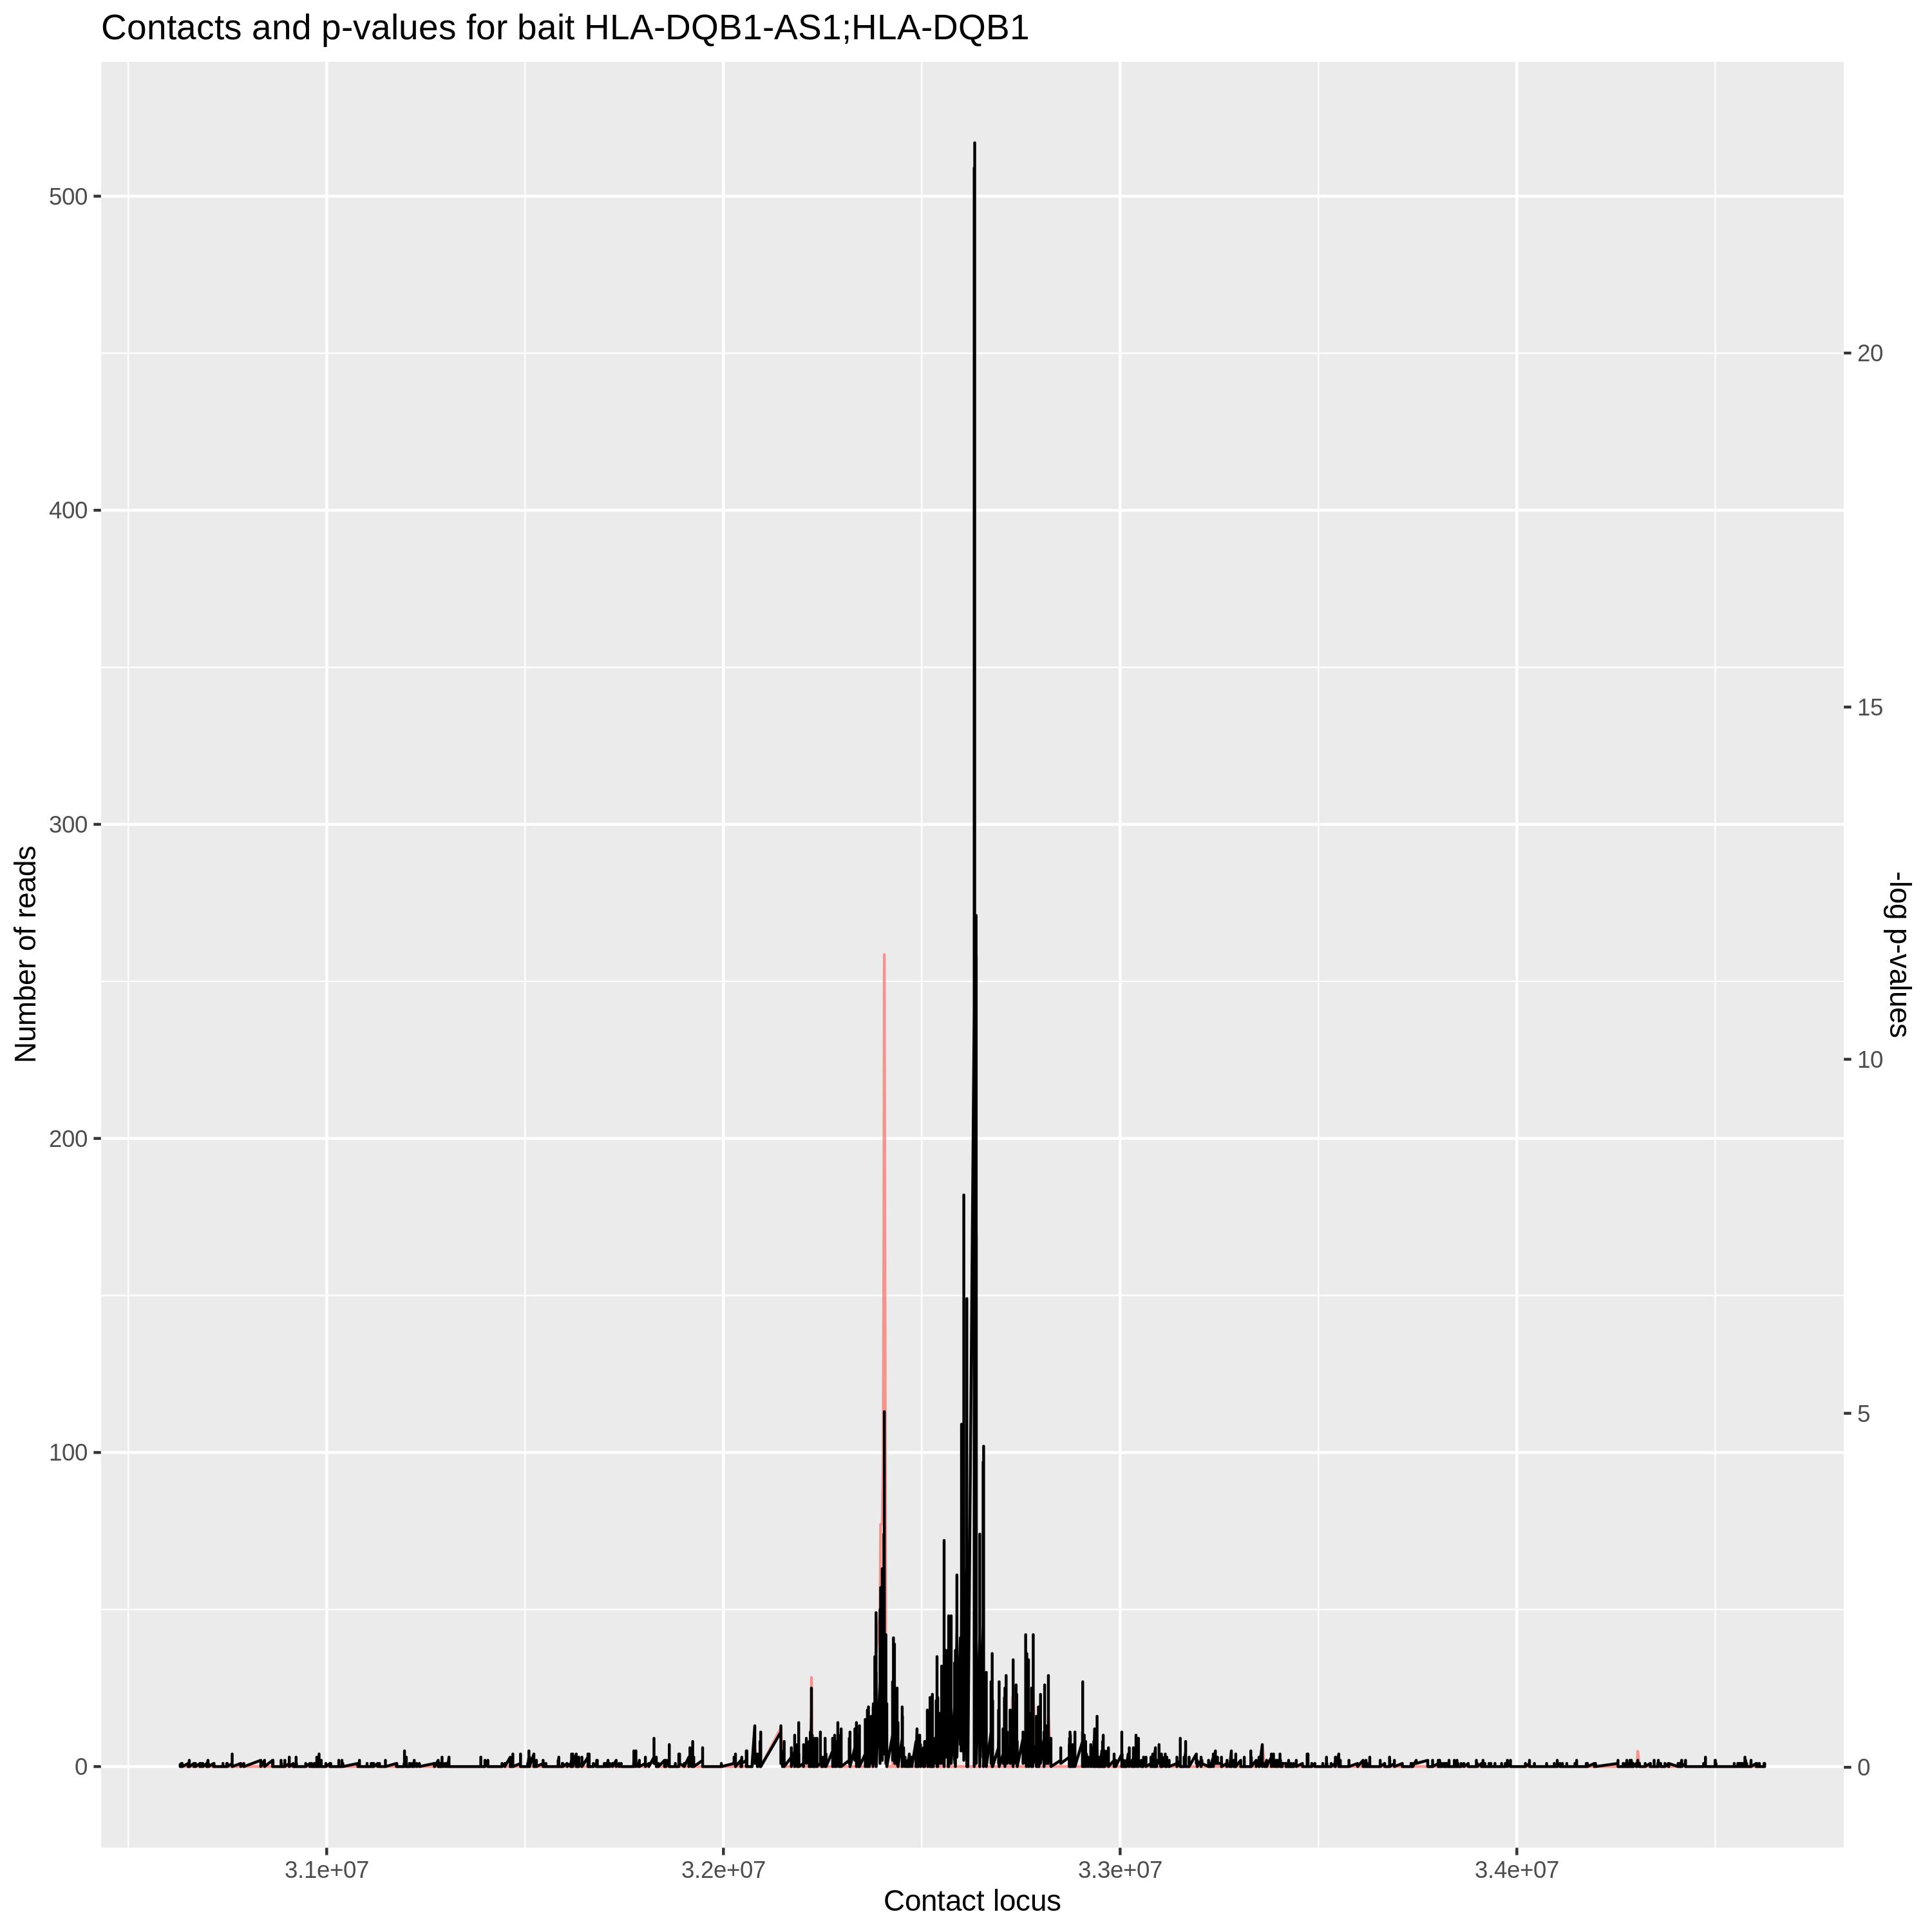 Contacts and p-values for bait HLA-DQB1-AS1;HLA-DQB1
500
400
300
200
100
0
Number of reads
20
15
10
5
0
-log p-values
3.1e+07 3.2e+07 3.3e+07 3.4e+07
Contact locus